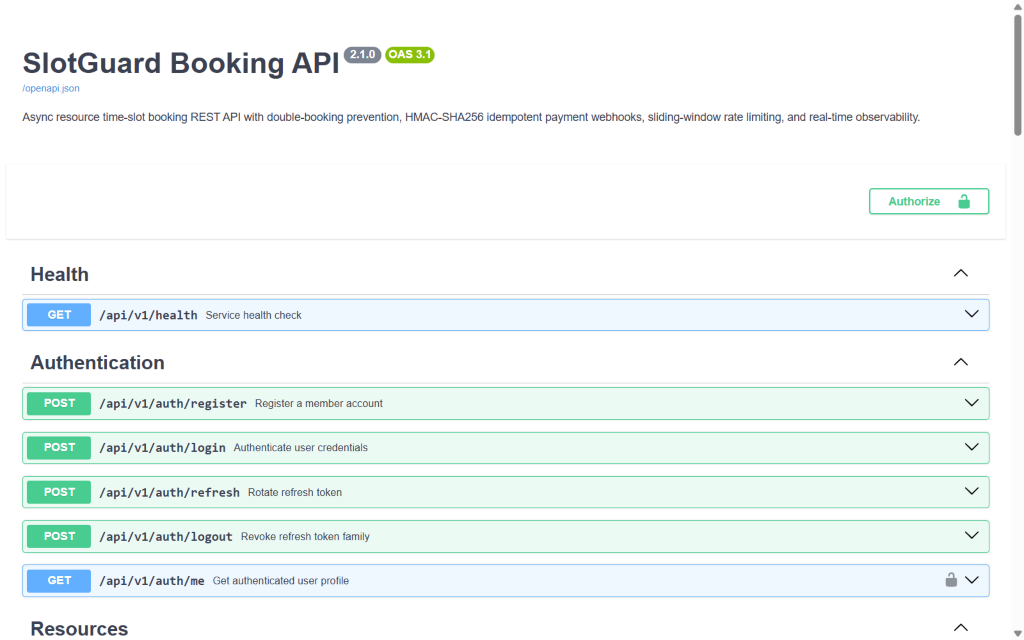 SlotGuard Booking API 2.1.0 OAS 3.1
/openapi.json
Async resource time-slot booking REST API with double-booking prevention, HMAC-SHA256 idempotent payment webhooks, sliding-window rate limiting, and real-time observability.
Authorize
Health
GET /api/v1/health Service health check
Authentication
POST /api/v1/auth/register Register a member account
POST /api/v1/auth/login Authenticate user credentials
POST /api/v1/auth/refresh Rotate refresh token
POST /api/v1/auth/logout Revoke refresh token family
GET /api/v1/auth/me Get authenticated user profile
Resources